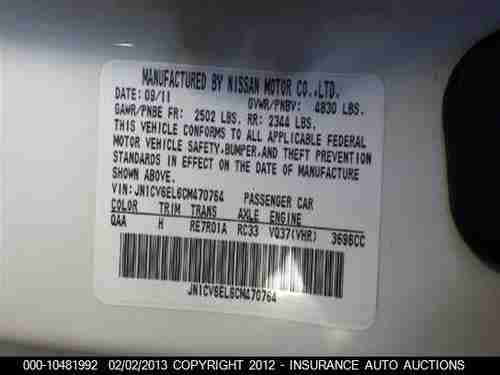 MANUFACTURED BY NISSAN MOTOR CO.,LTD.
DATE: 09/11 GVWR/PNBV: 4830 LBS.
GAWR/PNBE FR: 2502 LBS. RR: 2344 LBS.
THIS VEHICLE CONFORMS TO ALL APPLICABLE FEDERAL
MOTOR VEHICLE SAFETY,BUMPER,AND THEFT PREVENTION
STANDARDS IN EFFECT ON THE DATE OF MANUFACTURE
SHOWN ABOVE.
VIN: JN1CV6EL6CM470764 PASSENGER CAR
COLOR TRIM TRANS AXLE ENGINE
QAA H RE7R01A RC33 VQ37(VHR) 3696CC
JN1CV6EL6CM470764
000-10481992 02/02/2013 COPYRIGHT 2012 - INSURANCE AUTO AUCTIONS